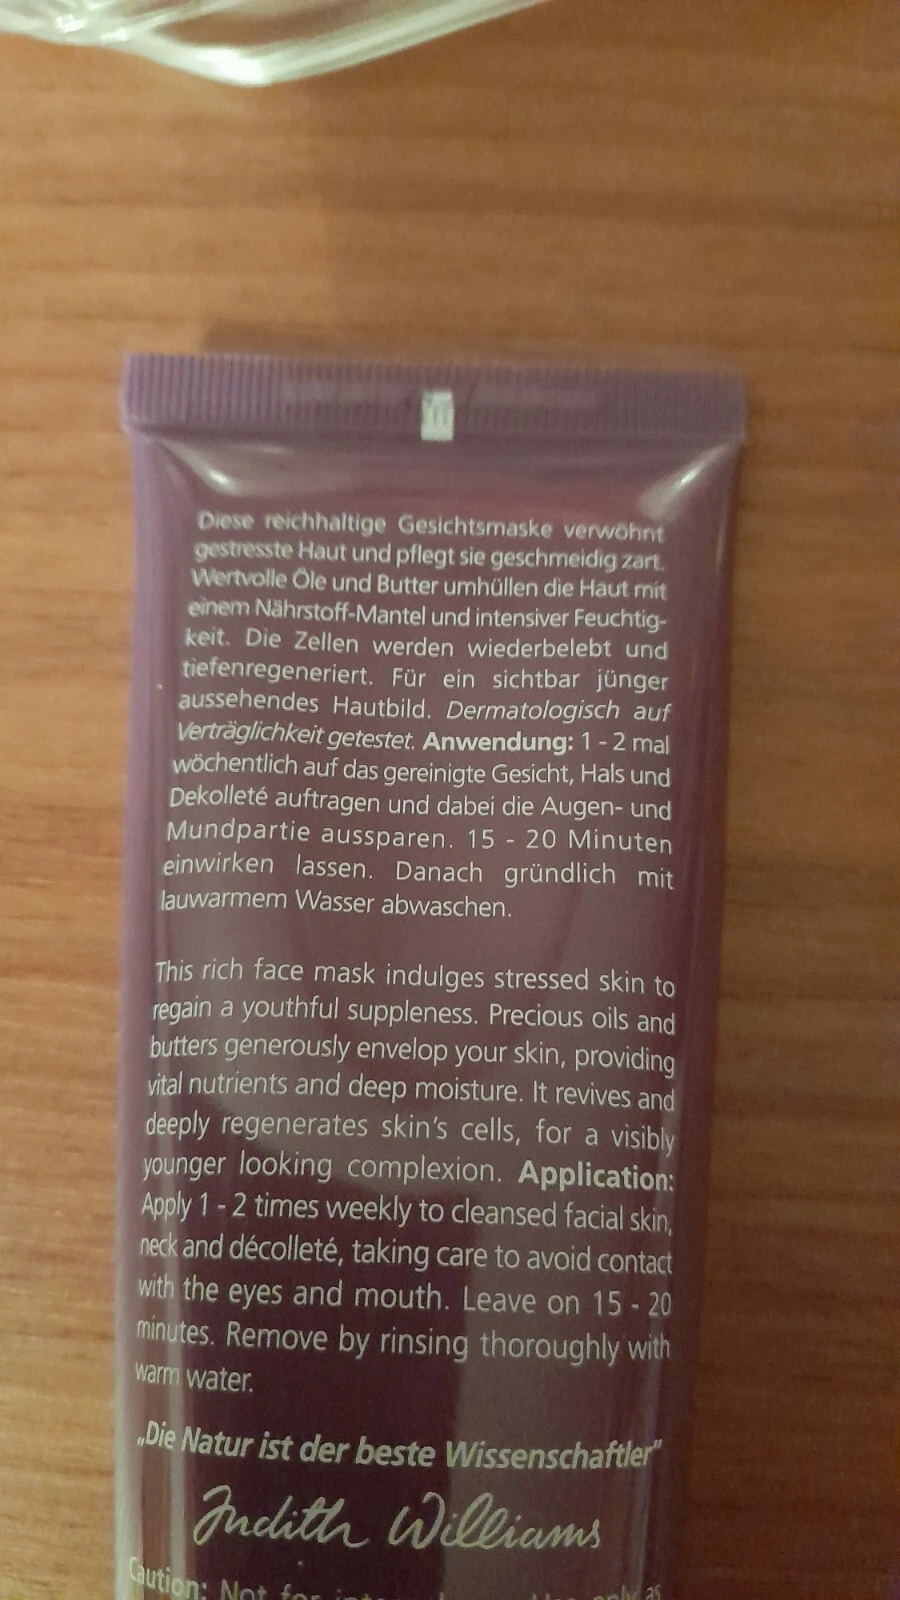 Diese reichhaltige Gesichtsmaske verwöhnt
gestresste Haut und pflegt sie geschmeidig zart.
Wertvolle Öle und Butter umhüllen die Haut mit
einem Nährstoff-Mantel und intensiver Feuchtig-
keit. Die Zellen werden wiederbelebt und
tiefenregeneriert. Für ein sichtbar jünger
aussehendes Hautbild. Dermatologisch auf
Verträglichkeit getestet. Anwendung: 1 - 2 mal
wöchentlich auf das gereinigte Gesicht, Hals und
Dekolleté auftragen und dabei die Augen- und
Mundpartie aussparen. 15 - 20 Minuten
einwirken lassen. Danach gründlich mit
lauwarmem Wasser abwaschen.
This rich face mask indulges stressed skin to
regain a youthful suppleness. Precious oils and
butters generously envelop your skin, providing
vital nutrients and deep moisture. It revives and
deeply regenerates skin's cells, for a visibly
younger looking complexion. Application:
Apply 1 - 2 times weekly to cleansed facial skin,
neck and décolleté, taking care to avoid contact
with the eyes and mouth. Leave on 15 - 20
minutes. Remove by rinsing thoroughly with
warm water.
„Die Natur ist der beste Wissenschaftler"
Judith Williams
Caution: Not for only as